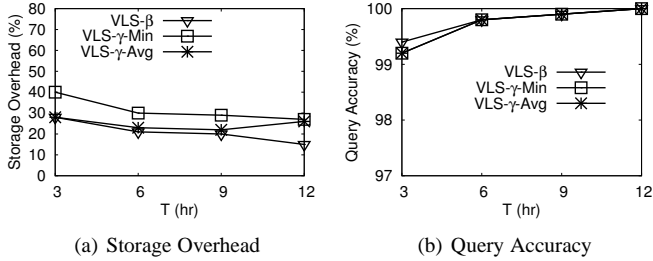 Storage Overhead (%)
80
70
60
50
40
30
20
10
0
VLS-β
VLS-γ-Min
VLS-γ-Avg
3 6 9 12
T (hr)
(a) Storage Overhead
Query Accuracy (%)
100
99
98
97
VLS-β
VLS-γ-Min
VLS-γ-Avg
3 6 9 12
T (hr)
(b) Query Accuracy